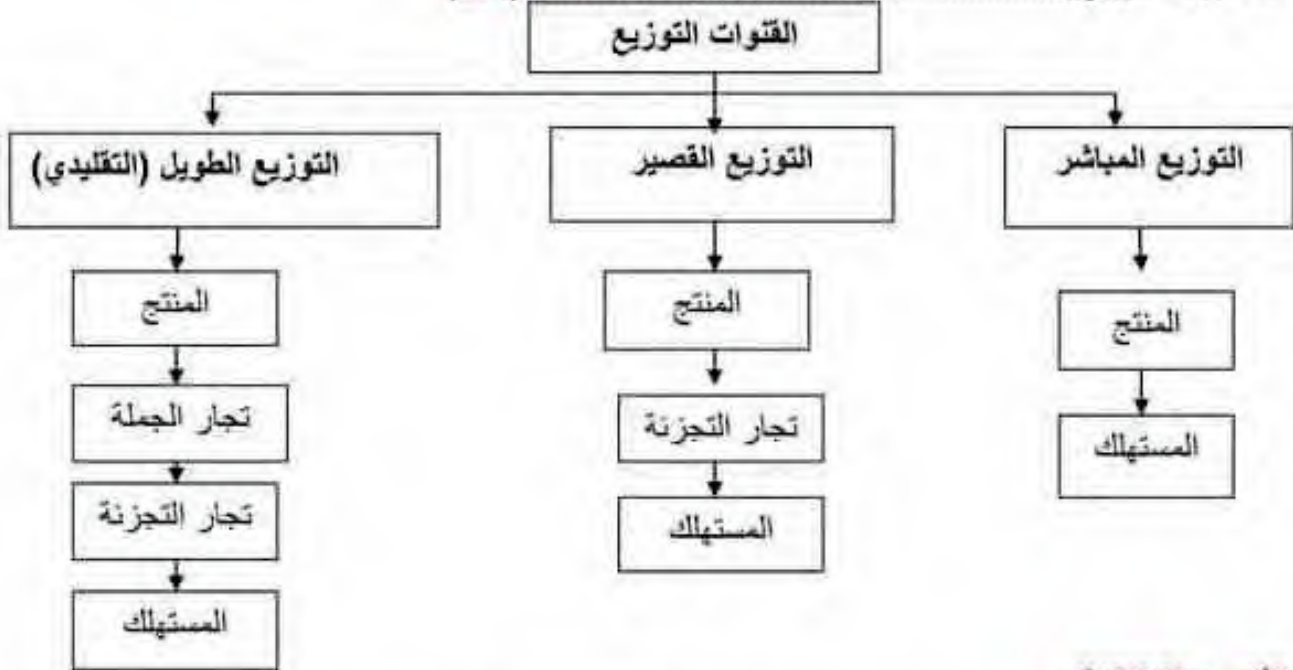 القنوات التوزيع
التوزيع المباشر
التوزيع القصير
التوزيع الطويل (التقليدي)
المنتج
المستهلك
المنتج
تجار التجزئة
المستهلك
المنتج
تجار الجملة
تجار التجزئة
المستهلك